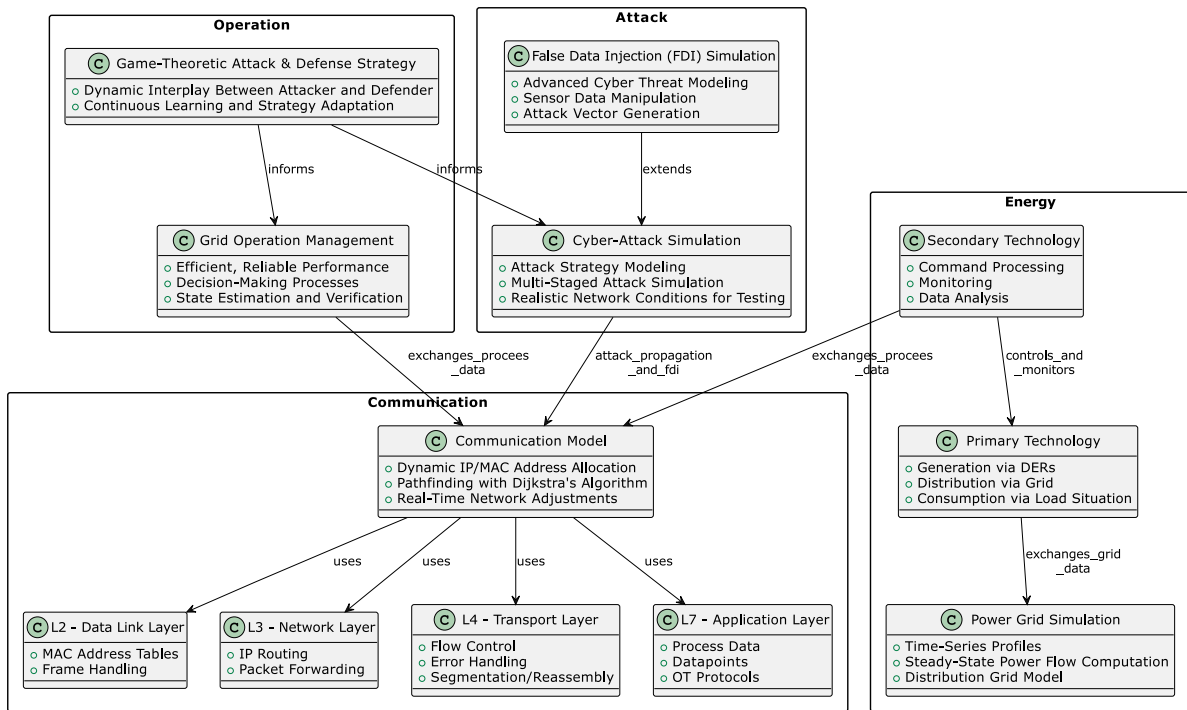 Operation
Attack
C Game-Theoretic Attack & Defense Strategy
Dynamic Interplay Between Attacker and Defender
Continuous Learning and Strategy Adaptation
C False Data Injection (FDI) Simulation
Advanced Cyber Threat Modeling
Sensor Data Manipulation
Attack Vector Generation
informs
informs
extends
Energy
C Grid Operation Management
Efficient, Reliable Performance
Decision-Making Processes
State Estimation and Verification
C Cyber-Attack Simulation
Attack Strategy Modeling
Multi-Staged Attack Simulation
Realistic Network Conditions for Testing
C Secondary Technology
Command Processing
Monitoring
Data Analysis
exchanges_procees
_data
attack_propagation
_and_fdi
exchanges_procees
_data
controls_and
_monitors
Communication
C Communication Model
Dynamic IP/MAC Address Allocation
Pathfinding with Dijkstra's Algorithm
Real-Time Network Adjustments
C Primary Technology
Generation via DERs
Distribution via Grid
Consumption via Load Situation
uses
uses
uses
uses
exchanges_grid
_data
C L2 - Data Link Layer
MAC Address Tables
Frame Handling
C L3 - Network Layer
IP Routing
Packet Forwarding
C L4 - Transport Layer
Flow Control
Error Handling
Segmentation/Reassembly
C L7 - Application Layer
Process Data
Datapoints
OT Protocols
C Power Grid Simulation
Time-Series Profiles
Steady-State Power Flow Computation
Distribution Grid Model